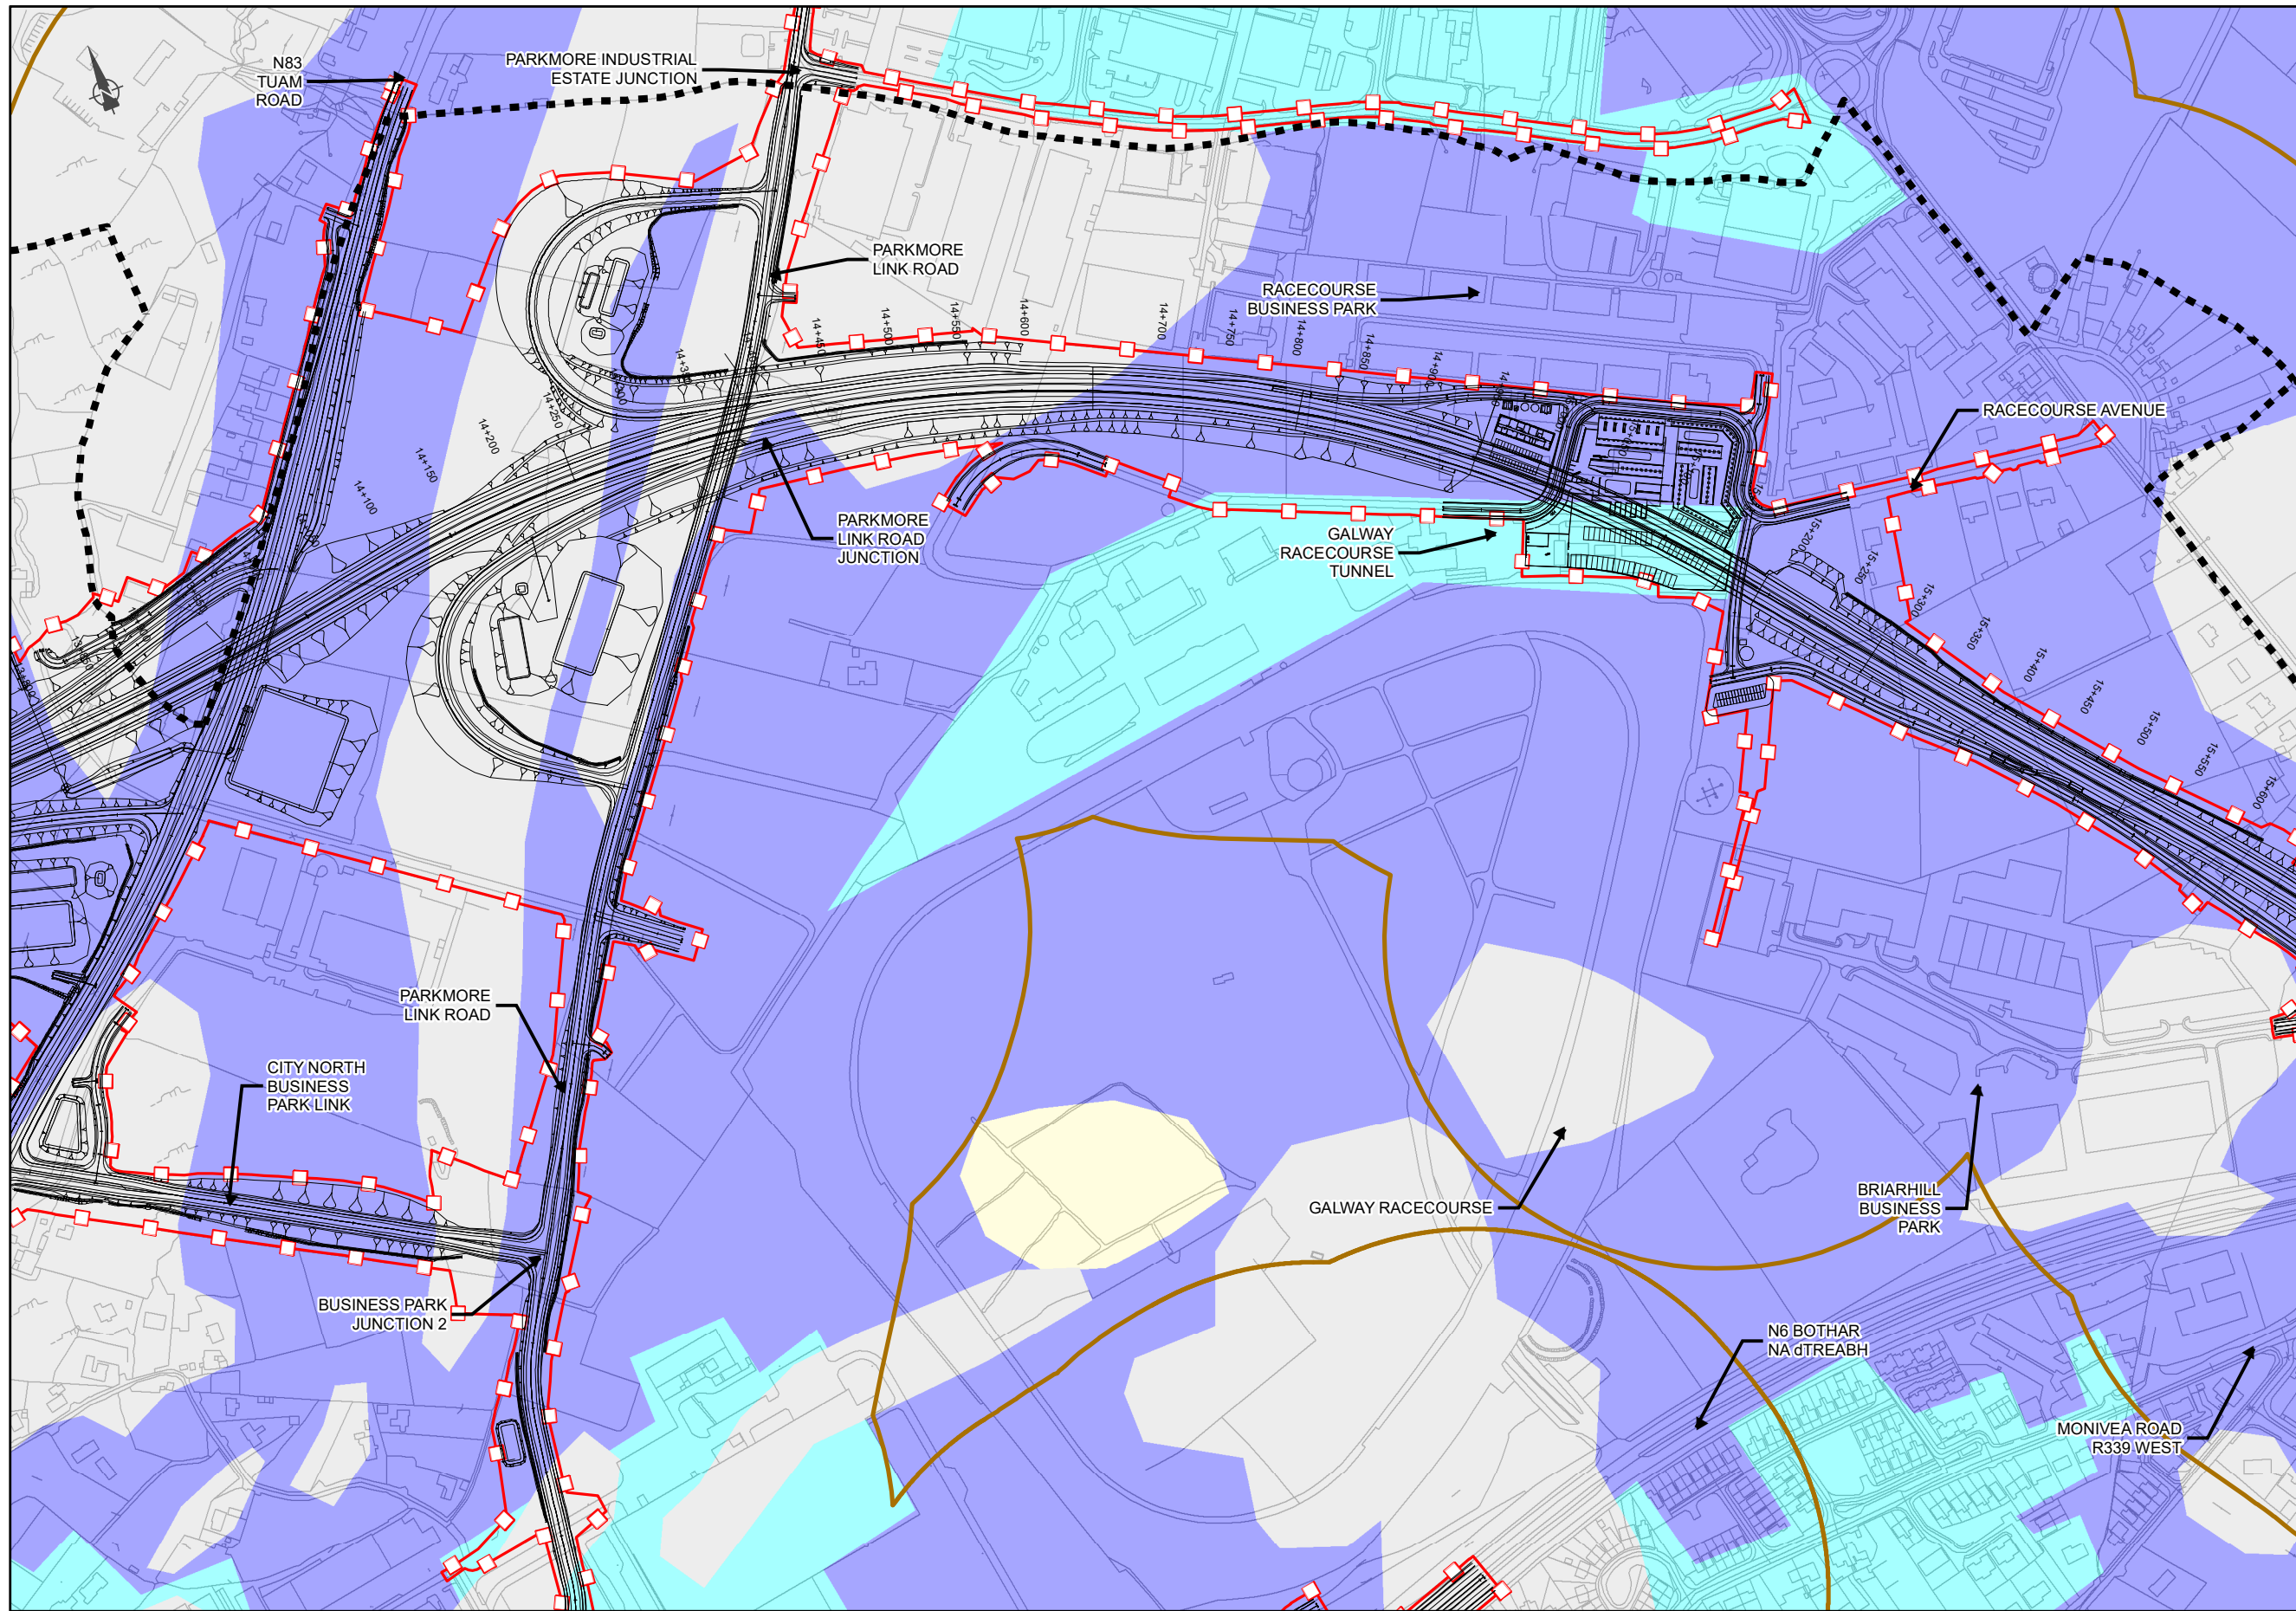 N83
TUAM
ROAD
PARKMORE INDUSTRIAL
ESTATE JUNCTION
PARKMORE
LINK ROAD
RACECOURSE
BUSINESS PARK
14+450
14+500
14+550
14+600
14+700
14+750
14+800
14+850
RACECOURSE AVENUE
14+250
14+200
14+150
14+100
PARKMORE
LINK ROAD
JUNCTION
GALWAY
RACECOURSE
TUNNEL
15+200
15+250
15+300
15+350
15+400
15+450
15+500
15+550
15+600
PARKMORE
LINK ROAD
CITY NORTH
BUSINESS
PARK LINK
GALWAY RACECOURSE
BRIARHILL
BUSINESS
PARK
BUSINESS PARK
JUNCTION 2
N6 BOTHAR
NA dTREABH
MONIVEA ROAD
R339 WEST